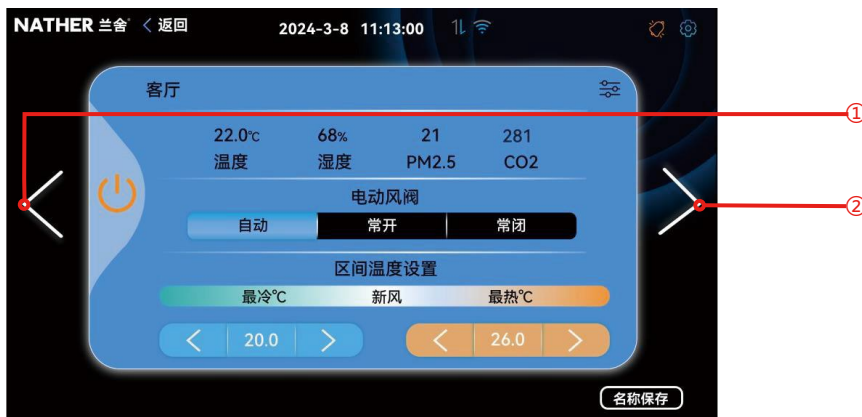 NATHER 兰舍 返回 2024-3-8 11:13:00
客厅
①
22.0℃ 68% 21 281
温度 湿度 PM2.5 CO2
②
电动风阀
自动 常开 常闭
区间温度设置
最冷℃ 新风 最热℃
20.0 26.0
名称保存